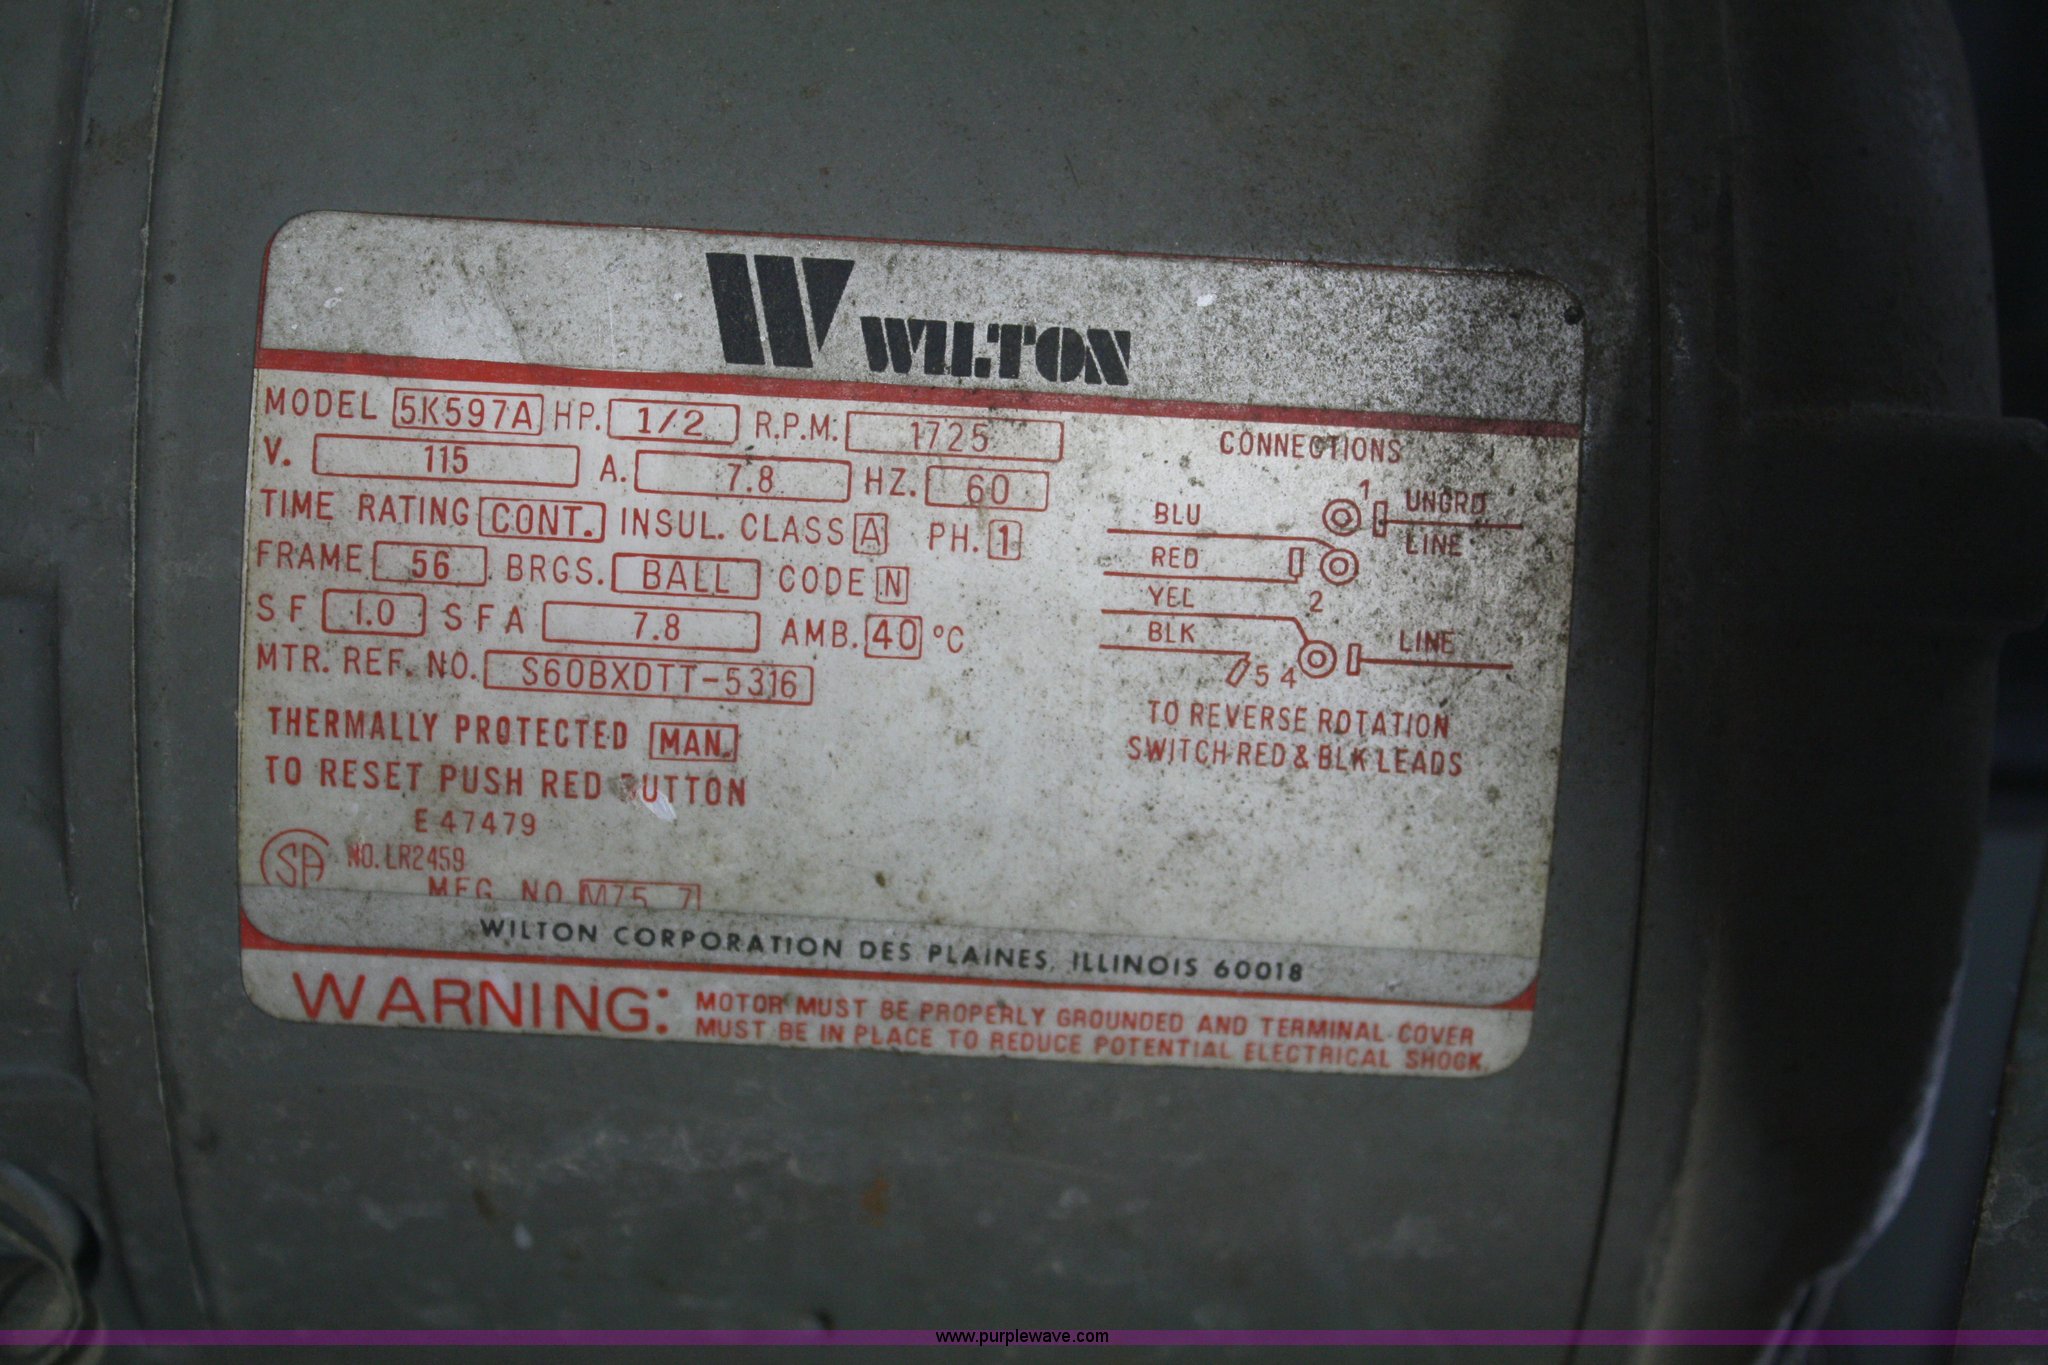 W WILTON
MODEL 5K597A HP. 1/2 R.P.M. 1725
V. 115 A. 7.8 HZ. 60
TIME RATING CONT. INSUL. CLASS A PH. 1
FRAME 56 BRGS. BALL CODE N
SF 1.0 SFA 7.8 AMB. 40 °C
MTR. REF. NO. S60BXDTT-5316
THERMALLY PROTECTED MAN.
TO RESET PUSH RED BUTTON
E 47479
SA NO. LR2459
MFG. NO.
CONNECTIONS
1 UNGRD
BLU
LINE
RED
2
YEL
BLK LINE
5 4
TO REVERSE ROTATION
SWITCH RED & BLK LEADS
WILTON CORPORATION DES PLAINES, ILLINOIS 60018
WARNING: MOTOR MUST BE PROPERLY GROUNDED AND TERMINAL COVER
MUST BE IN PLACE TO REDUCE POTENTIAL ELECTRICAL SHOCK
www.purplewave.com